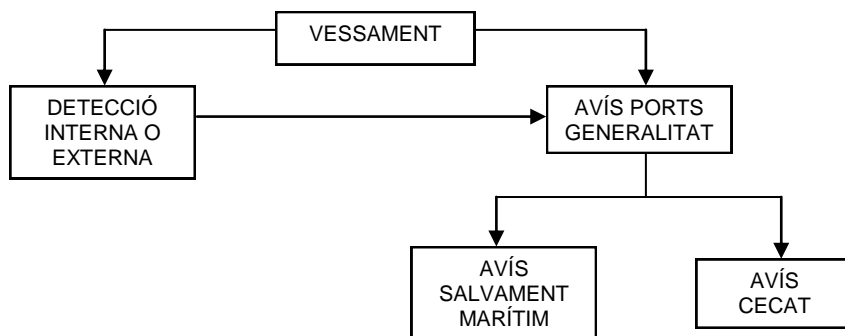 VESSAMENT
DETECCIÓ
INTERNA O
EXTERNA
AVÍS PORTS
GENERALITAT
AVÍS
SALVAMENT
MARÍTIM
AVÍS
CECAT